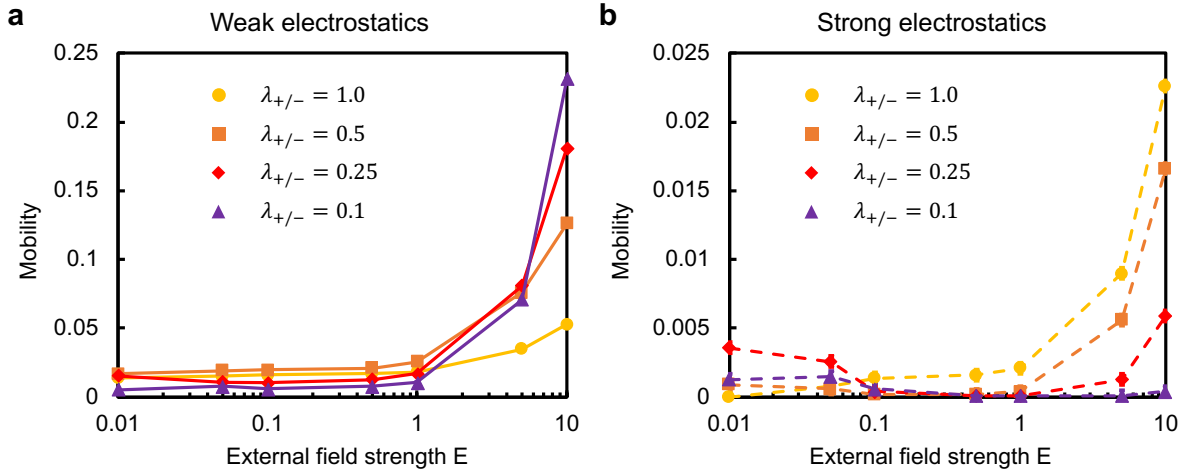 a
Weak electrostatics
0.25
0.2
0.15
0.1
0.05
0
Mobility
λ+/− = 1.0
λ+/− = 0.5
λ+/− = 0.25
λ+/− = 0.1
0.01
0.1
1
10
External field strength E
b
Strong electrostatics
0.025
0.02
0.015
0.01
0.005
0
Mobility
λ+/− = 1.0
λ+/− = 0.5
λ+/− = 0.25
λ+/− = 0.1
0.01
0.1
1
10
External field strength E